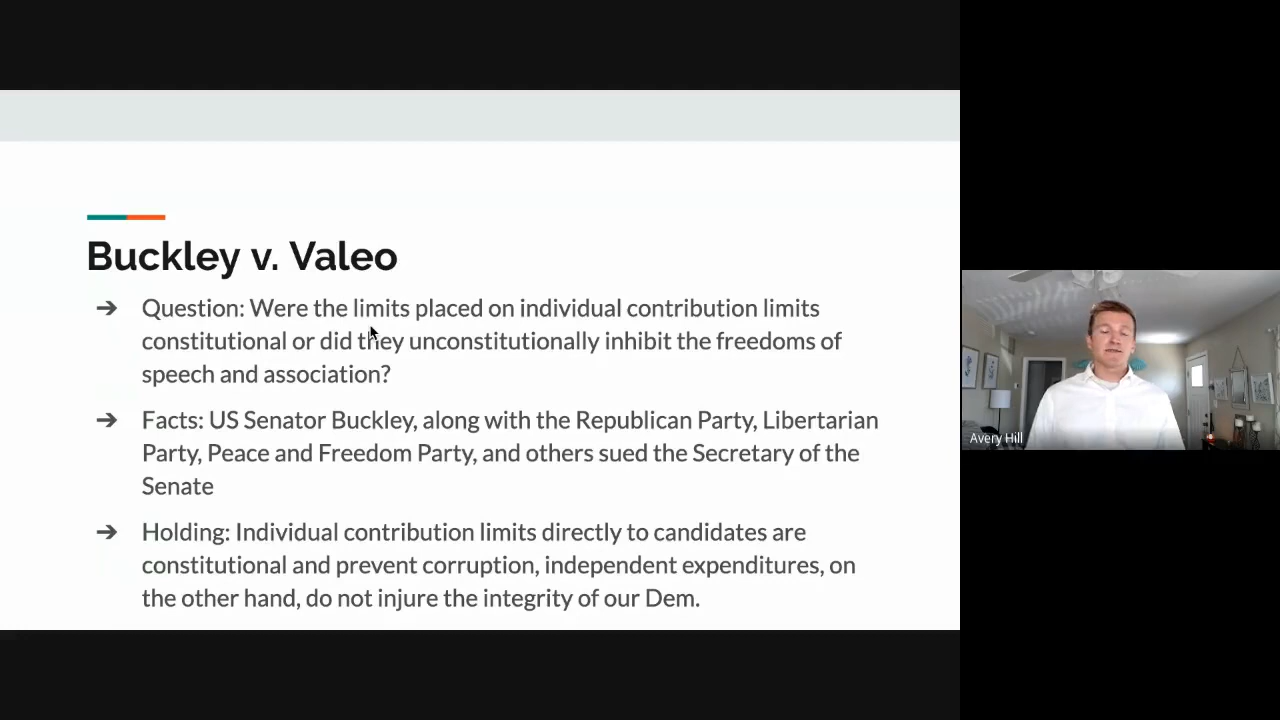 Buckley v. Valeo
➔ Question: Were the limits placed on individual contribution limits
constitutional or did they unconstitutionally inhibit the freedoms of
speech and association?
➔ Facts: US Senator Buckley, along with the Republican Party, Libertarian
Party, Peace and Freedom Party, and others sued the Secretary of the
Senate
➔ Holding: Individual contribution limits directly to candidates are
constitutional and prevent corruption, independent expenditures, on
the other hand, do not injure the integrity of our Dem.
Avery Hill